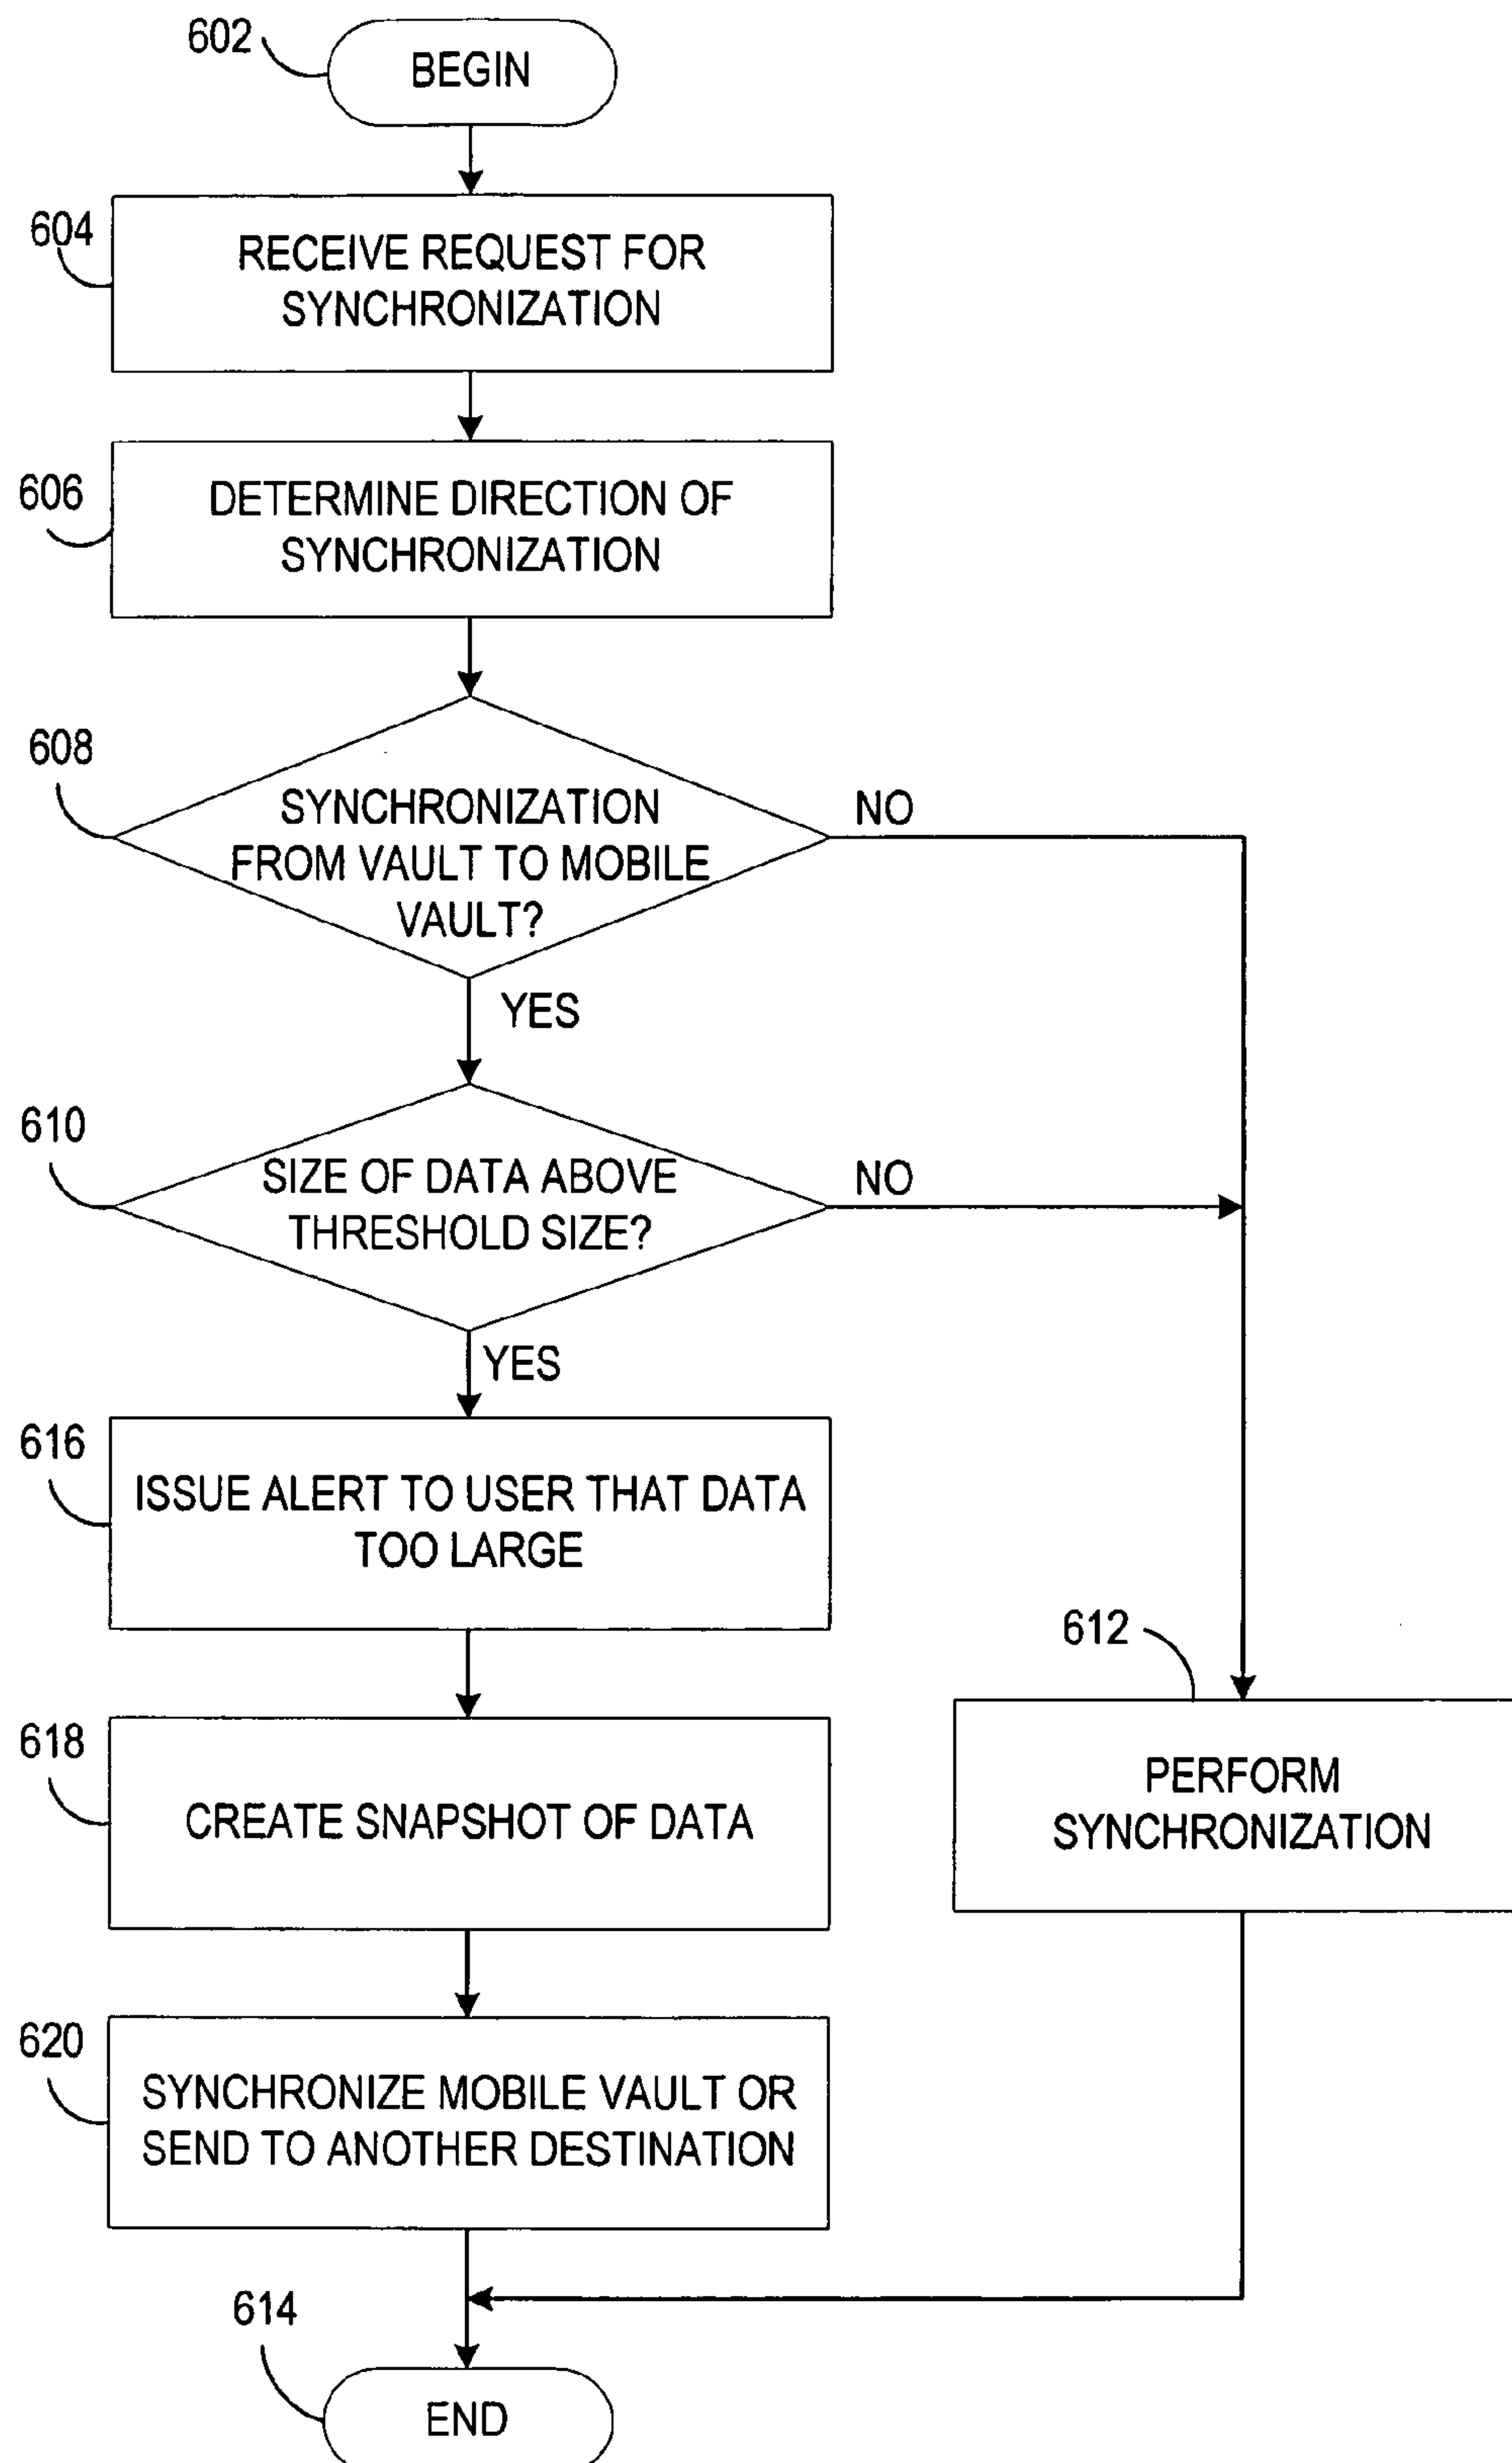 602
BEGIN
604
RECEIVE REQUEST FOR
SYNCHRONIZATION
606
DETERMINE DIRECTION OF
SYNCHRONIZATION
608
SYNCHRONIZATION
FROM VAULT TO MOBILE
VAULT?
NO
YES
610
SIZE OF DATA ABOVE
THRESHOLD SIZE?
NO
YES
616
ISSUE ALERT TO USER THAT DATA
TOO LARGE
612
PERFORM
SYNCHRONIZATION
618
CREATE SNAPSHOT OF DATA
620
SYNCHRONIZE MOBILE VAULT OR
SEND TO ANOTHER DESTINATION
614
END